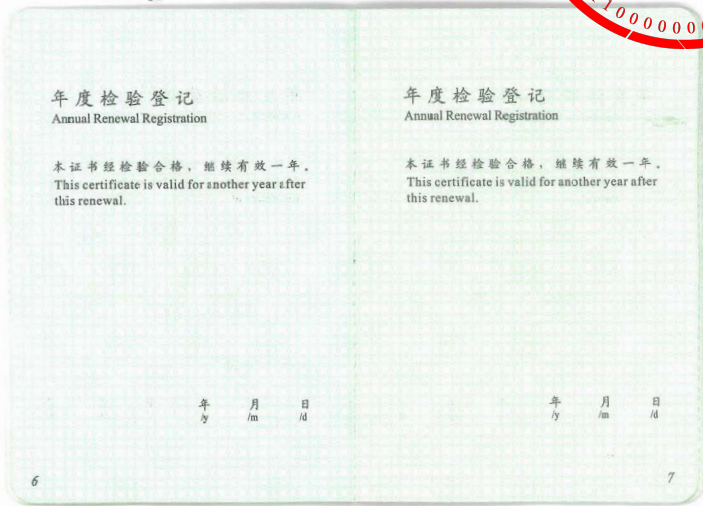 年度检验登记
Annual Renewal Registration
本证书经检验合格，继续有效一年。
This certificate is valid for another year after
this renewal.
年 月 日
/y /m /d
6
年度检验登记
Annual Renewal Registration
本证书经检验合格，继续有效一年。
This certificate is valid for another year after
this renewal.
年 月 日
/y /m /d
7